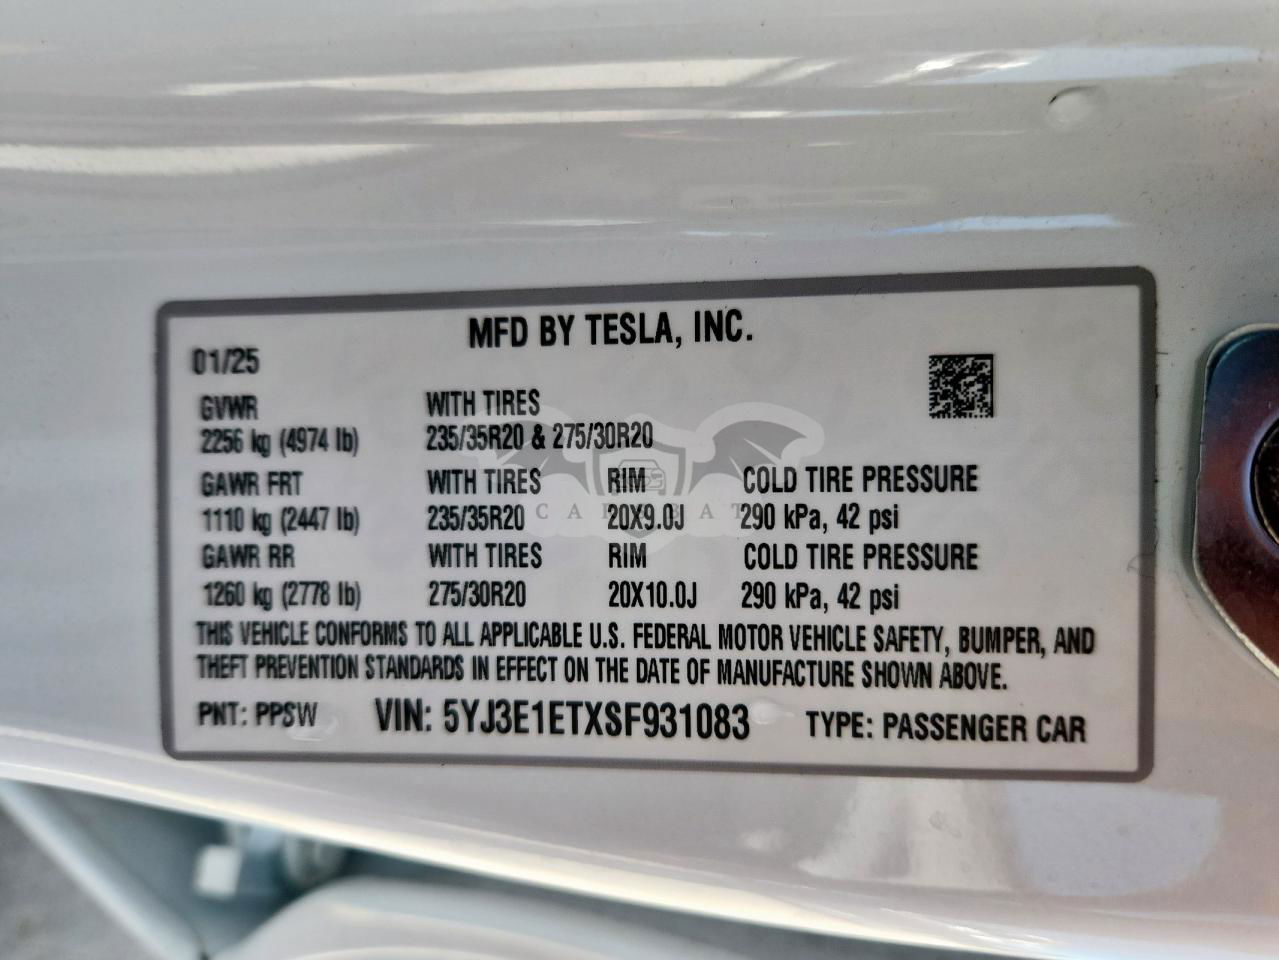 MFD BY TESLA, INC.
01/25
GVWR WITH TIRES
2256 kg (4974 lb) 235/35R20 & 275/30R20
GAWR FRT WITH TIRES RIM COLD TIRE PRESSURE
1110 kg (2447 lb) 235/35R20 20X9.0J 290 kPa, 42 psi
GAWR RR WITH TIRES RIM COLD TIRE PRESSURE
1260 kg (2778 lb) 275/30R20 20X10.0J 290 kPa, 42 psi
THIS VEHICLE CONFORMS TO ALL APPLICABLE U.S. FEDERAL MOTOR VEHICLE SAFETY, BUMPER, AND
THEFT PREVENTION STANDARDS IN EFFECT ON THE DATE OF MANUFACTURE SHOWN ABOVE.
PNT: PPSW VIN: 5YJ3E1ETXSF931083 TYPE: PASSENGER CAR